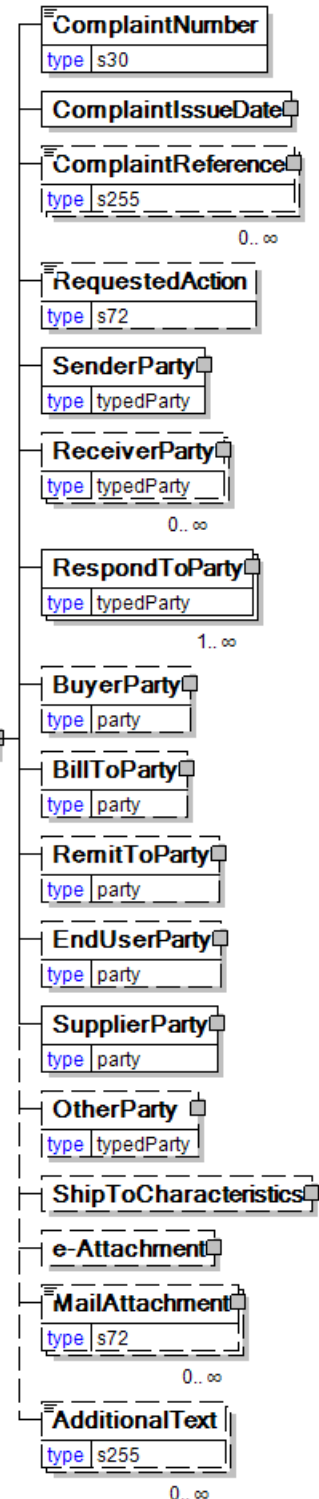 ComplaintNumber
type s30
ComplaintIssueDate
ComplaintReference
type s255
0.. ∞
RequestedAction
type s72
SenderParty
type typedParty
ReceiverParty
type typedParty
0.. ∞
RespondToParty
type typedParty
1.. ∞
BuyerParty
type party
BillToParty
type party
RemitToParty
type party
EndUserParty
type party
SupplierParty
type party
OtherParty
type typedParty
ShipToCharacteristics
e-Attachment
MailAttachment
type s72
0.. ∞
AdditionalText
type s255
0.. ∞